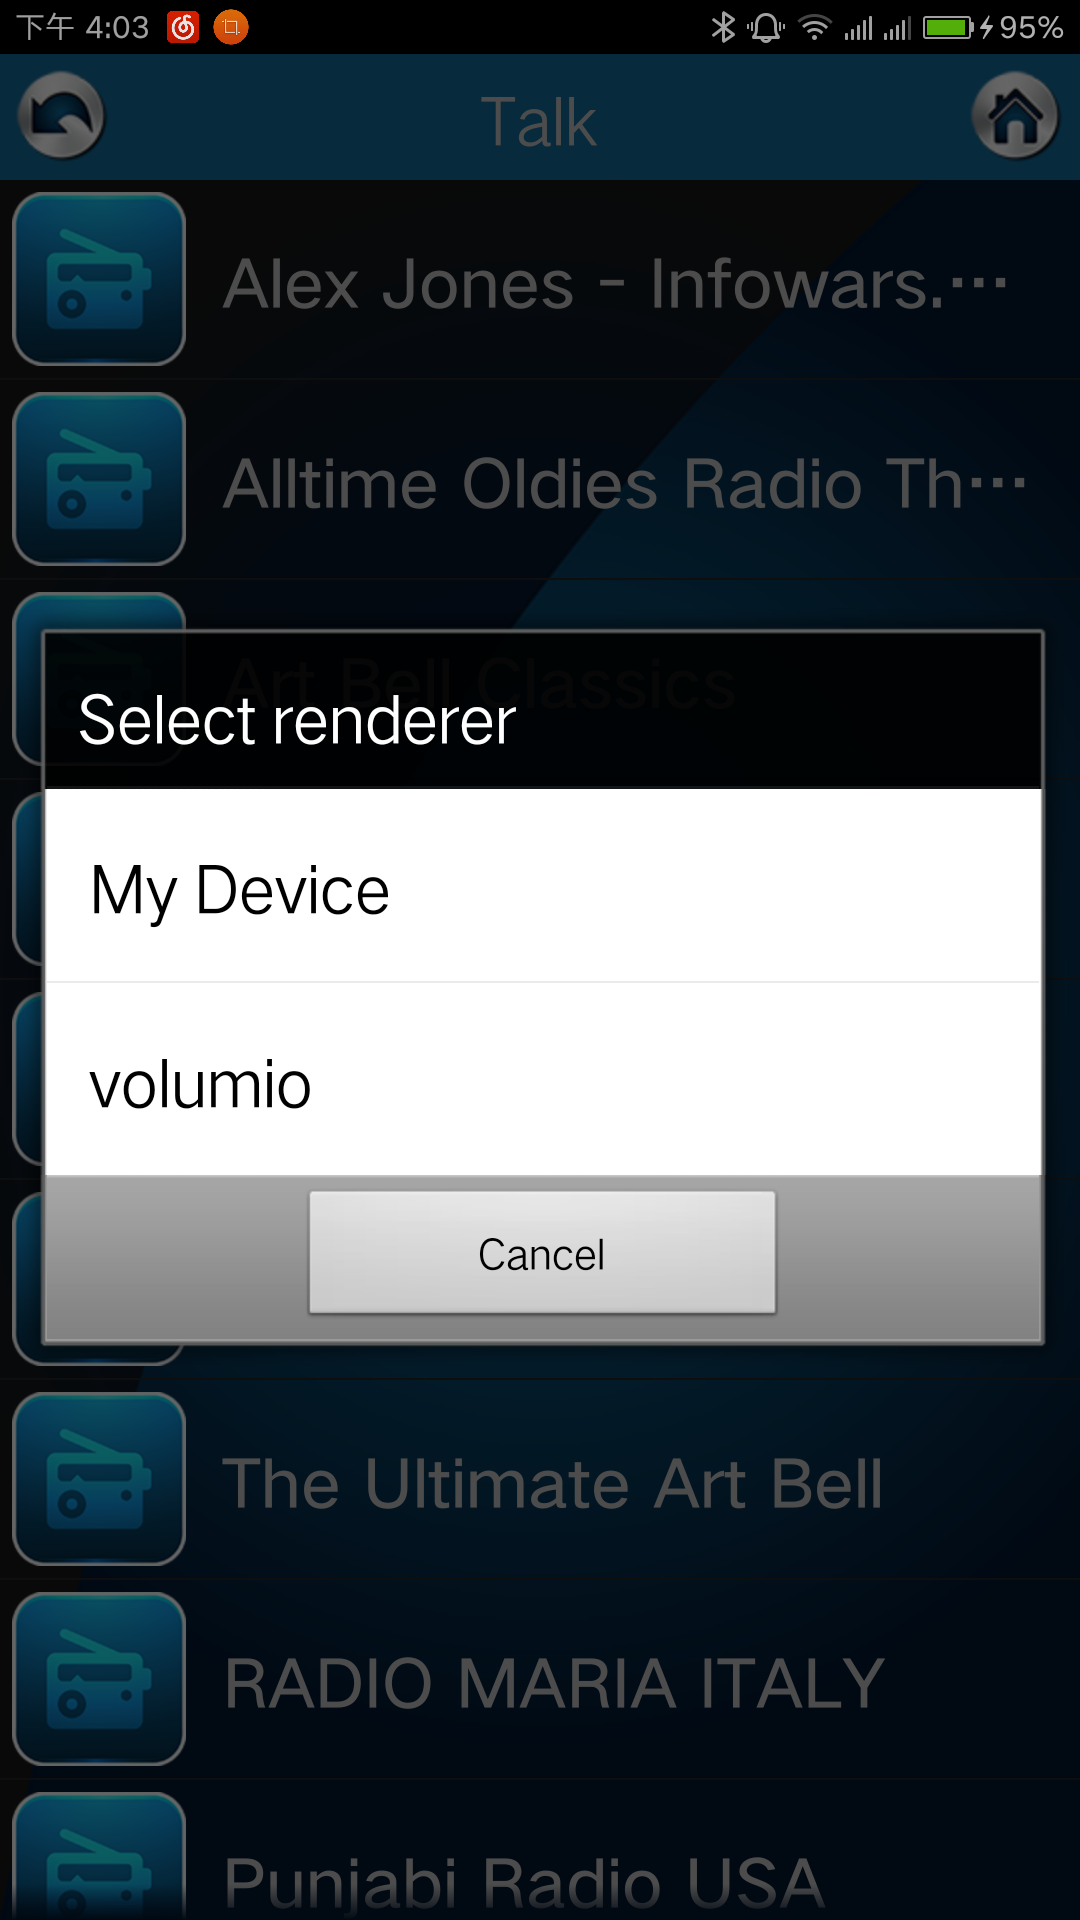 下午 4:03
95%
Talk
Alex Jones - Infowars.…
Alltime Oldies Radio Th…
Art Bell Classics
Select renderer
My Device
volumio
Cancel
The Ultimate Art Bell
RADIO MARIA ITALY
Punjabi Radio USA